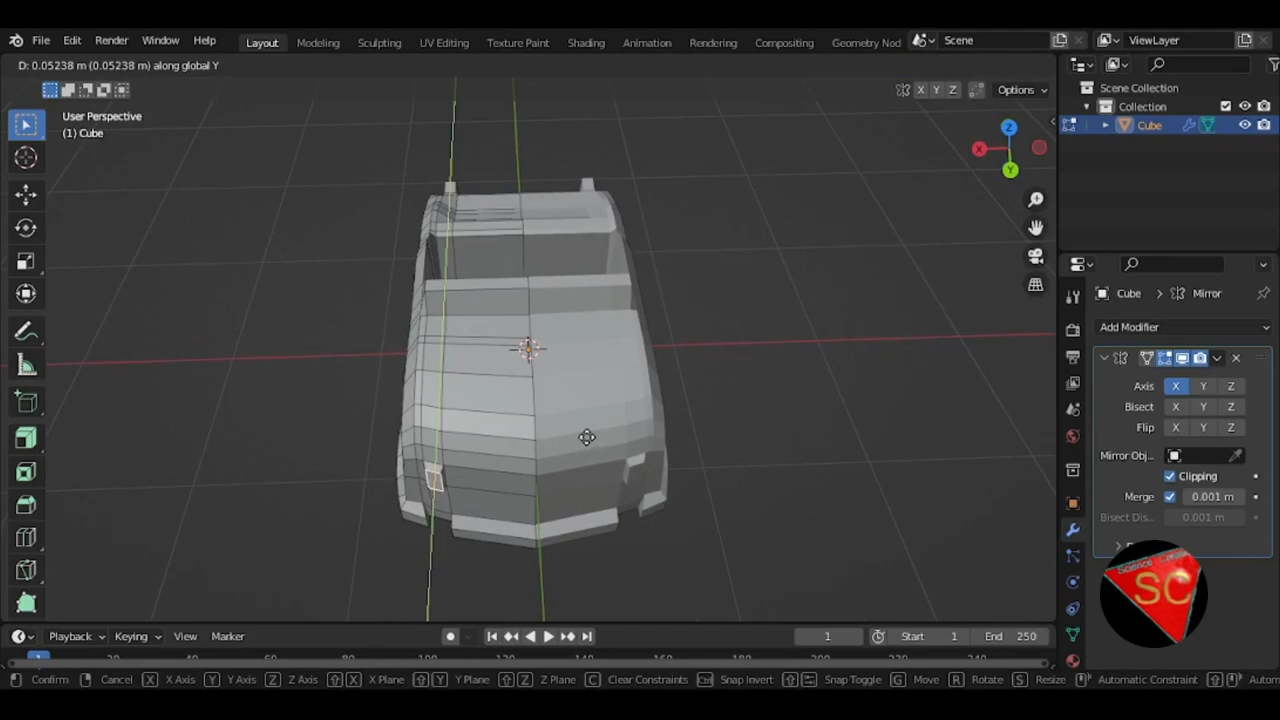 File Edit Render Window Help
Layout Modeling Sculpting UV Editing Texture Paint Shading Animation Rendering Compositing Geometry Nod
Scene
ViewLayer
D: 0.05238 m (0.05238 m) along global Y
X Y Z
Options
User Perspective
(1) Cube
Z
X
Y
Scene Collection
Collection
Cube
Cube > Mirror
Add Modifier
Axis X Y Z
Bisect X Y Z
Flip X Y Z
Mirror Obj...
Clipping
Merge 0.001 m
Bisect Dis... 0.001 m
SC
Playback Keying View Marker
1
Start 1 End 250
Confirm Cancel X X Axis Y Y Axis Z Z Axis X X Plane Y Y Plane Z Z Plane C Clear Constraints Ctrl Snap Invert Snap Toggle G Move R Rotate S Resize Automatic Constraint